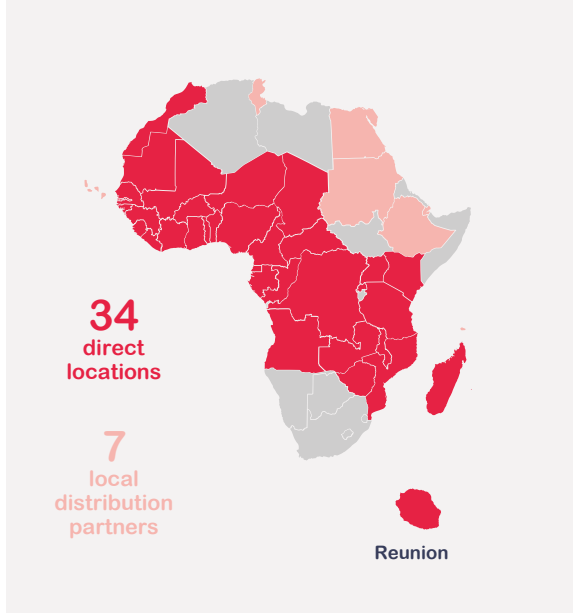 34
direct
locations
7
local
distribution
partners
Reunion